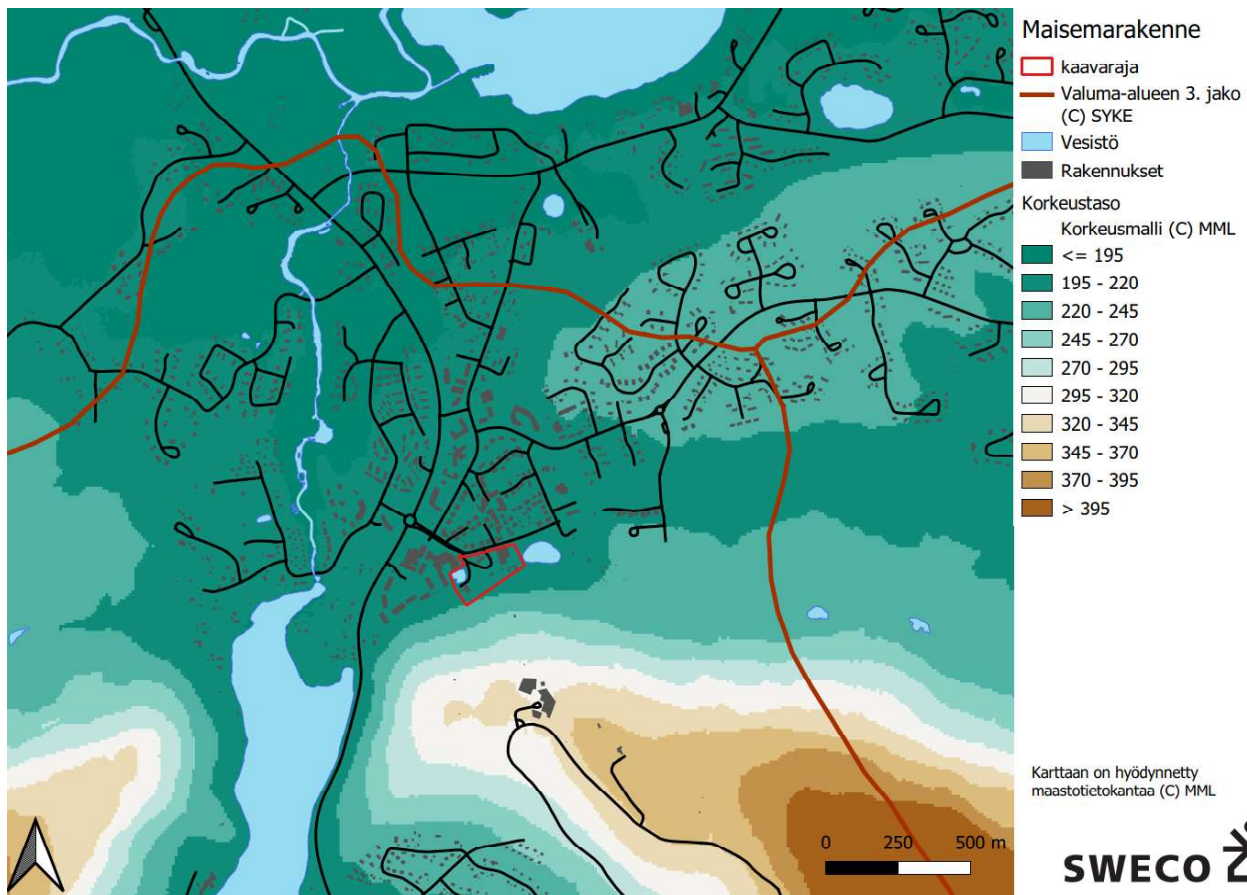 Maisemarakenne
kaavaraja
Valuma-alueen 3. jako
(C) SYKE
Vesistö
Rakennukset
Korkeustaso
Korkeusmalli (C) MML
<= 195
195 - 220
220 - 245
245 - 270
270 - 295
295 - 320
320 - 345
345 - 370
370 - 395
> 395
Karttaan on hyödynnetty
maastotietokantaa (C) MML
0 250 500 m
SWECO